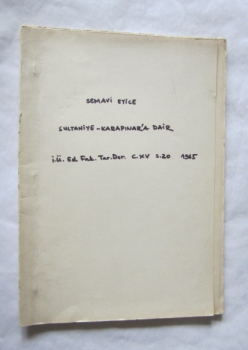 SEMAVİ EYİCE
SULTANİYE-KARAPINAR'A DAİR
İ.Ü. Ed. Fak. Tar. Der. C. XV s. 20 1965